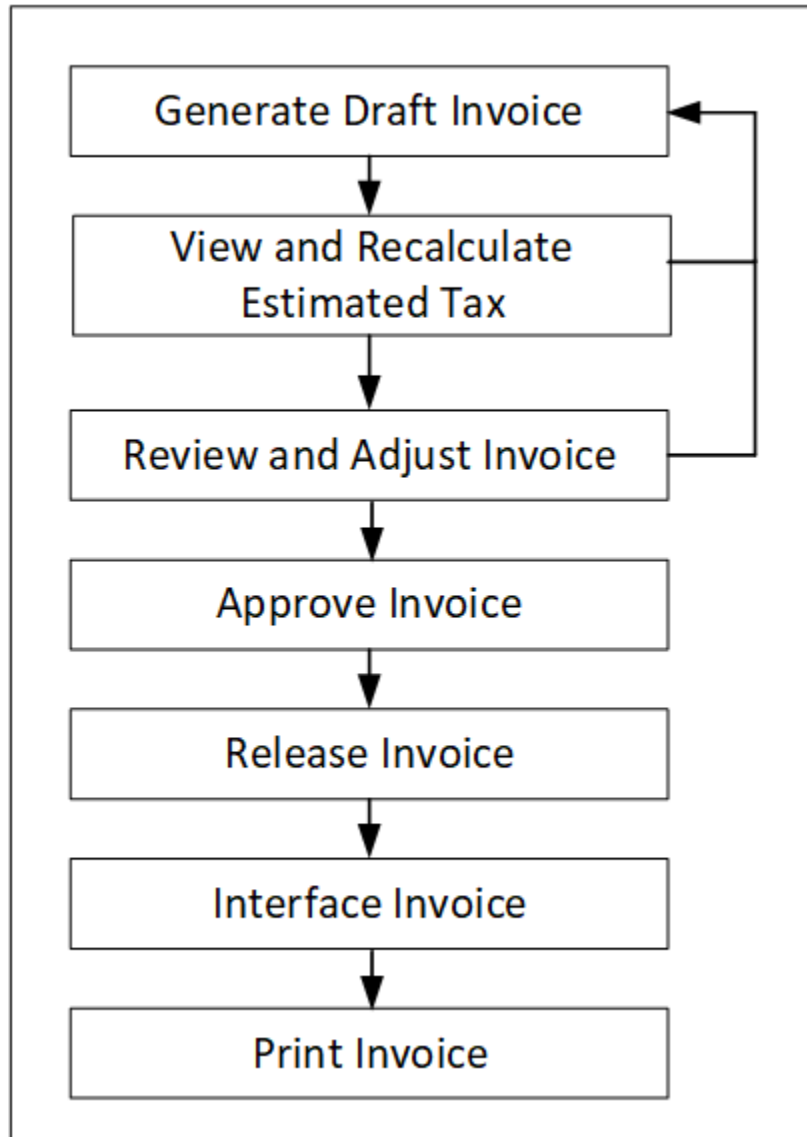 Generate Draft Invoice
View and Recalculate
Estimated Tax
Review and Adjust Invoice
Approve Invoice
Release Invoice
Interface Invoice
Print Invoice